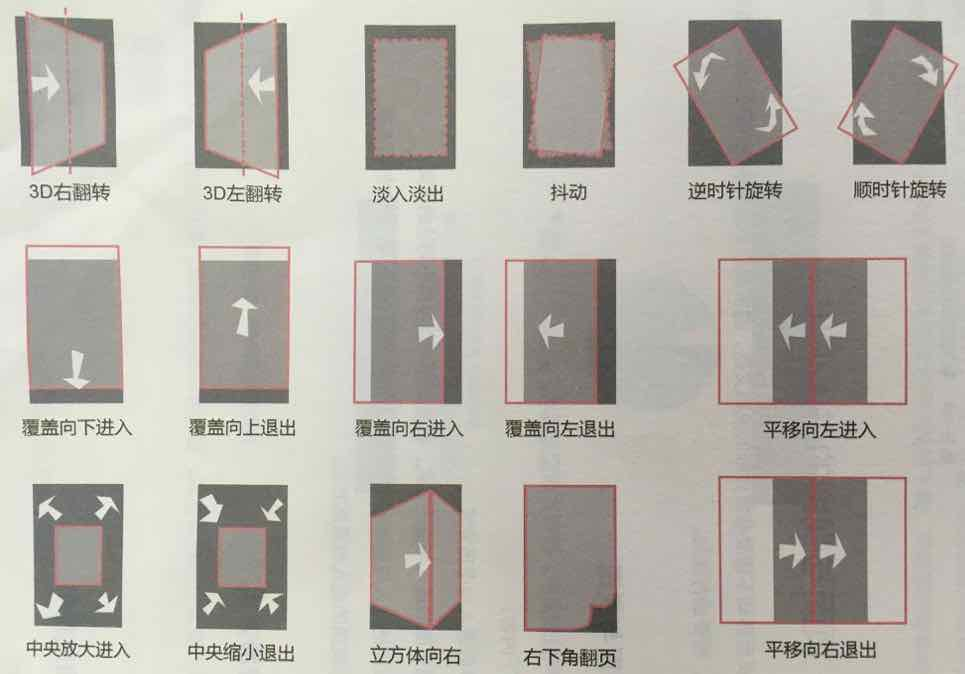 3D右翻转
3D左翻转
淡入淡出
抖动
逆时针旋转
顺时针旋转
覆盖向下进入
覆盖向上退出
覆盖向右进入
覆盖向左退出
平移向左进入
中央放大进入
中央缩小退出
立方体向右
右下角翻页
平移向右退出